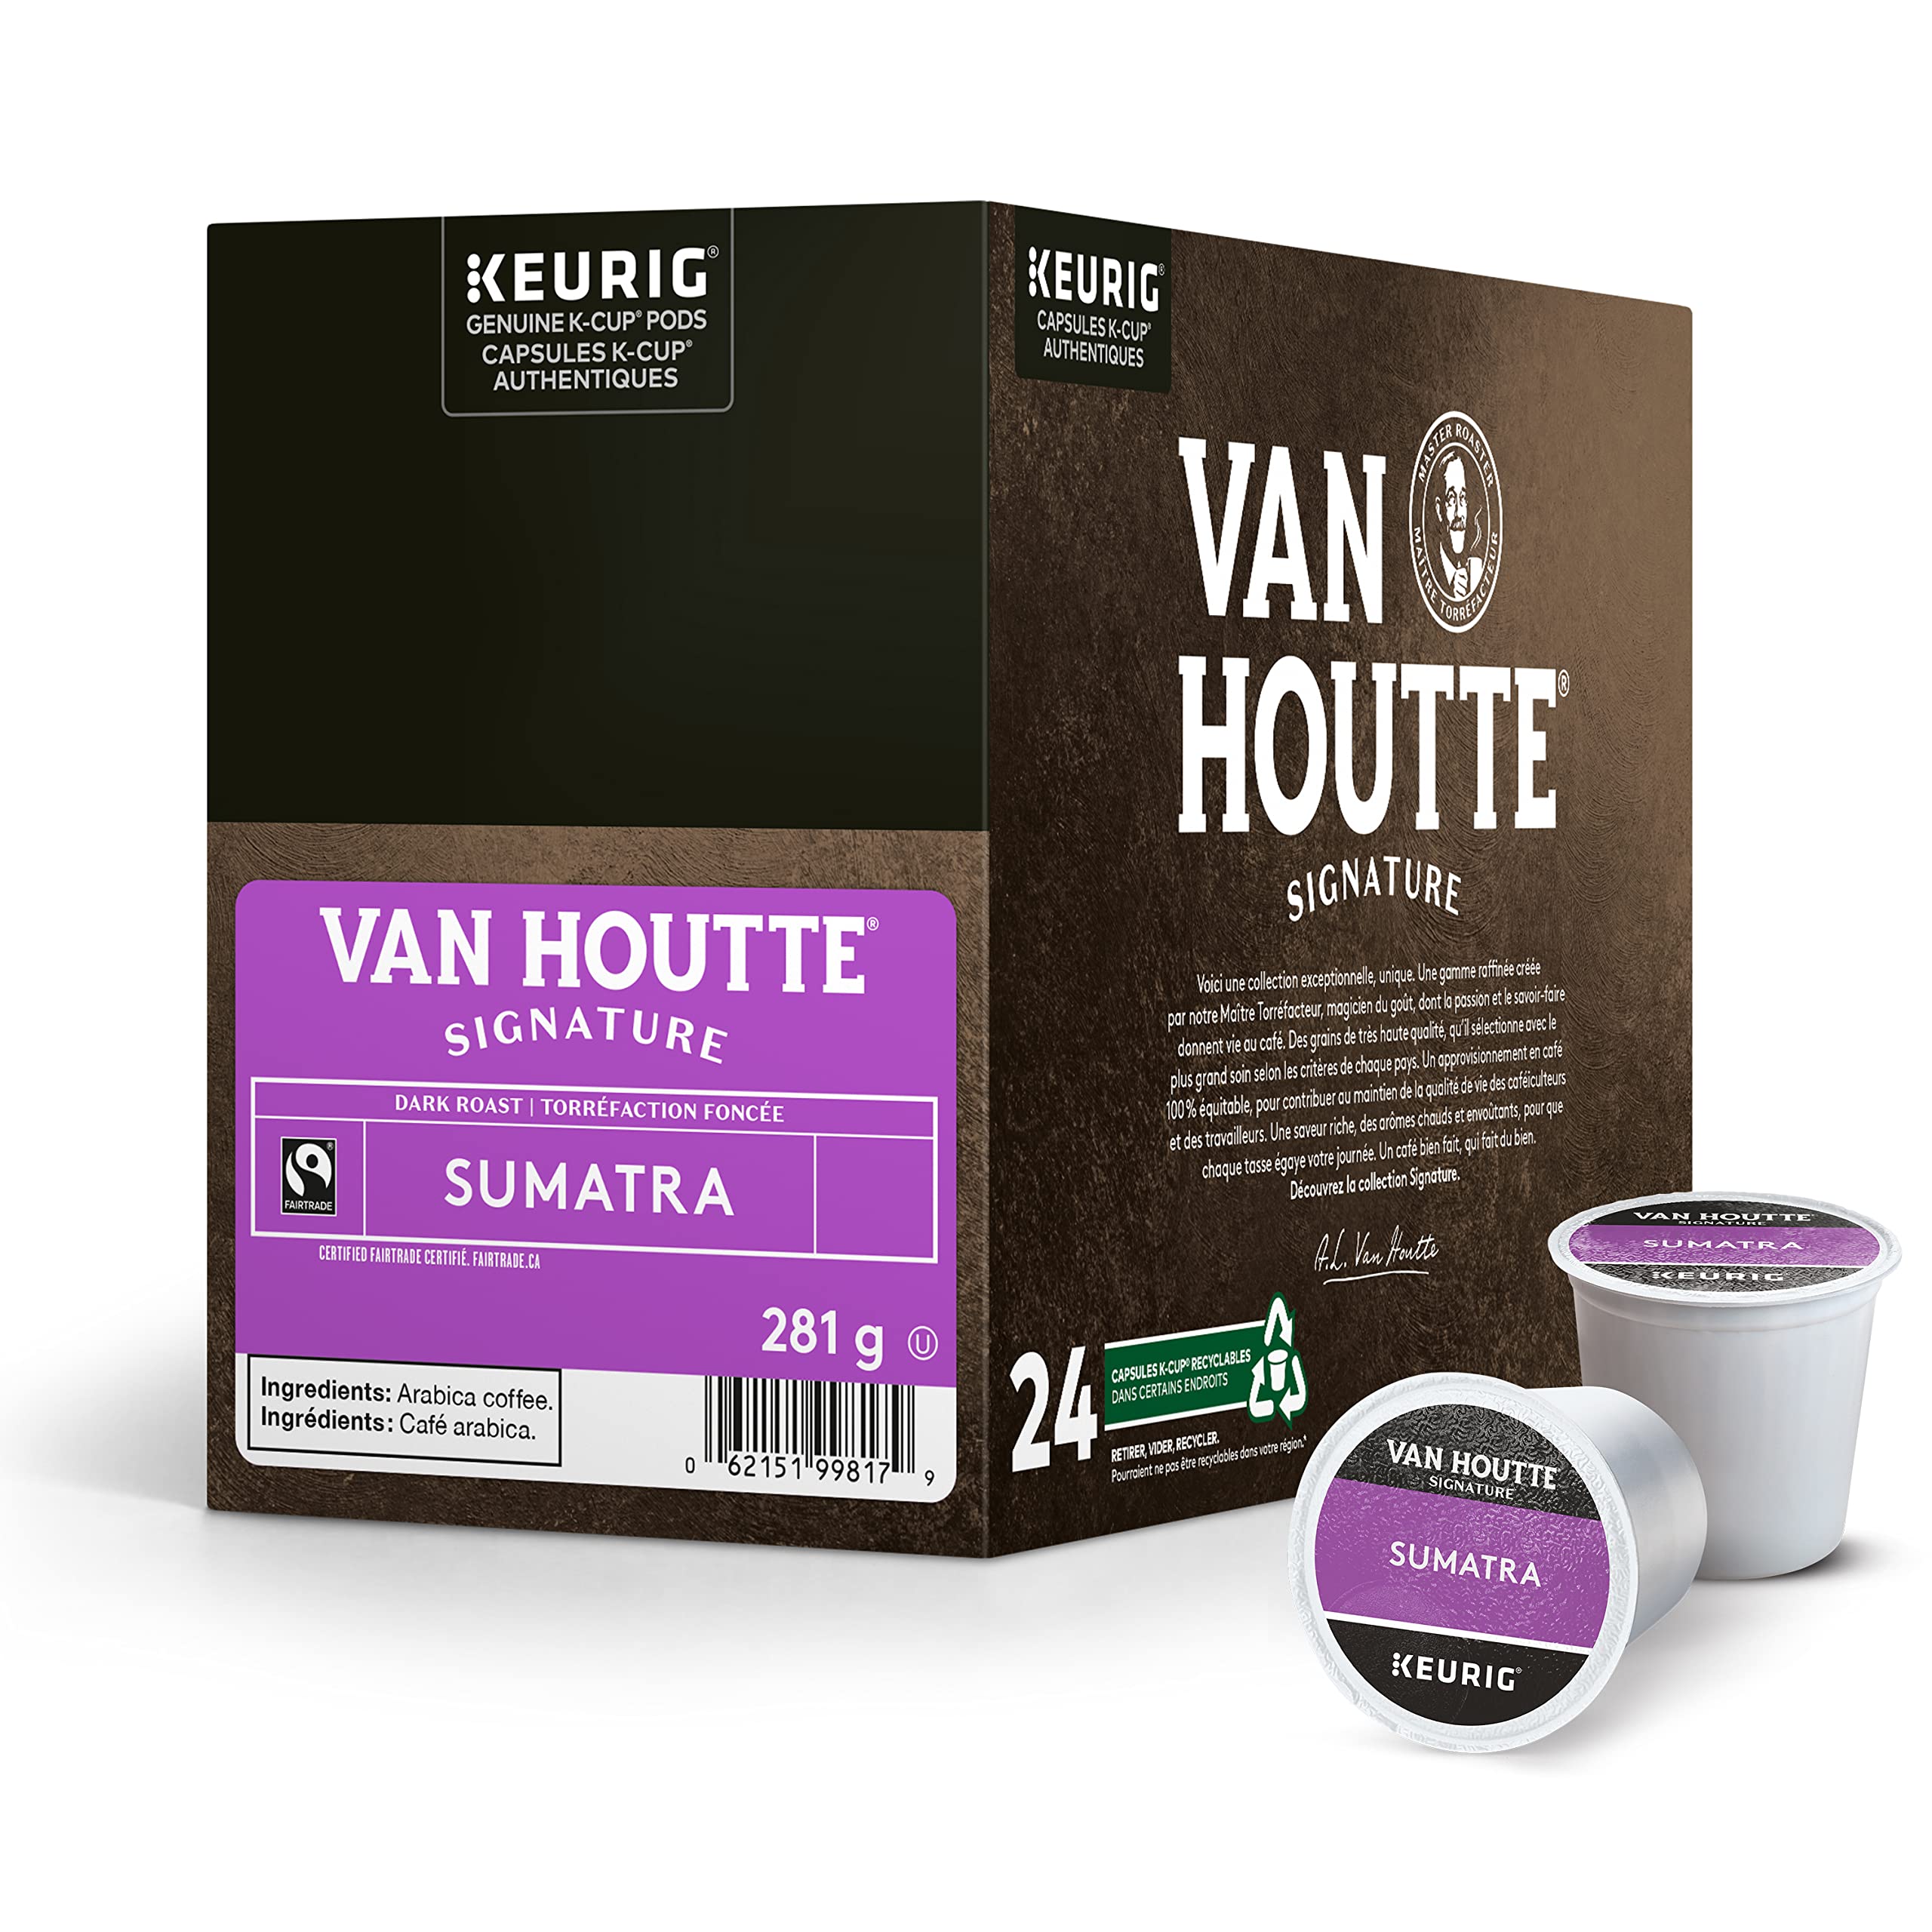 KEURIG®
GENUINE K-CUP® PODS
CAPSULES K-CUP®
AUTHENTIQUES
VAN HOUTTE®
SIGNATURE
DARK ROAST | TORRÉFACTION FONCÉE
FAIRTRADE
SUMATRA
CERTIFIED FAIRTRADE CERTIFIÉ. FAIRTRADE.CA
281 g U
Ingredients: Arabica coffee.
Ingrédients: Café arabica.
0 62151 99817 9
KEURIG®
CAPSULES K-CUP®
AUTHENTIQUES
VAN
MASTER ROASTER
MAÎTRE TORRÉFACTEUR
HOUTTE®
SIGNATURE
Voici une collection exceptionnelle, unique. Une gamme raffinée créée
par notre Maître Torréfacteur, magicien du goût, dont la passion et le savoir-faire
donnent vie au café. Des grains de très haute qualité, qu'il sélectionne avec le
plus grand soin selon les critères de chaque pays. Un approvisionnement en café
100% équitable, pour contribuer au maintien de la qualité de vie des caféiculteurs
et des travailleurs. Une saveur riche, des arômes chauds et envoûtants, pour que
chaque tasse égaye votre journée. Un café bien fait, qui fait du bien.
Découvrez la collection Signature.
A.L. Van Houtte
24
CAPSULES K-CUP® RECYCLABLES
DANS CERTAINS ENDROITS
RETIRER, VIDER, RECYCLER.
Pourraient ne pas être recyclables dans votre région.*
VAN HOUTTE
SIGNATURE
SUMATRA
KEURIG
VAN HOUTTE
SIGNATURE
SUMATRA
KEURIG®